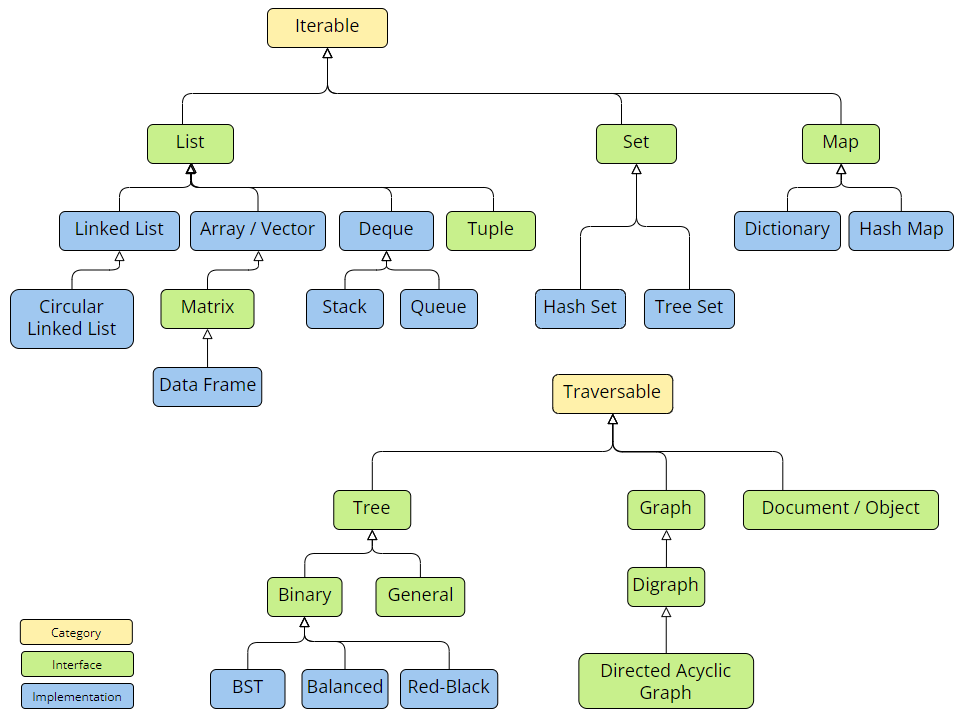 Iterable
List
Set
Map
Linked List
Array / Vector
Deque
Tuple
Dictionary
Hash Map
Circular
Linked List
Matrix
Stack
Queue
Hash Set
Tree Set
Data Frame
Traversable
Tree
Graph
Document / Object
Binary
General
Digraph
Directed Acyclic
Graph
BST
Balanced
Red-Black
Category
Interface
Implementation